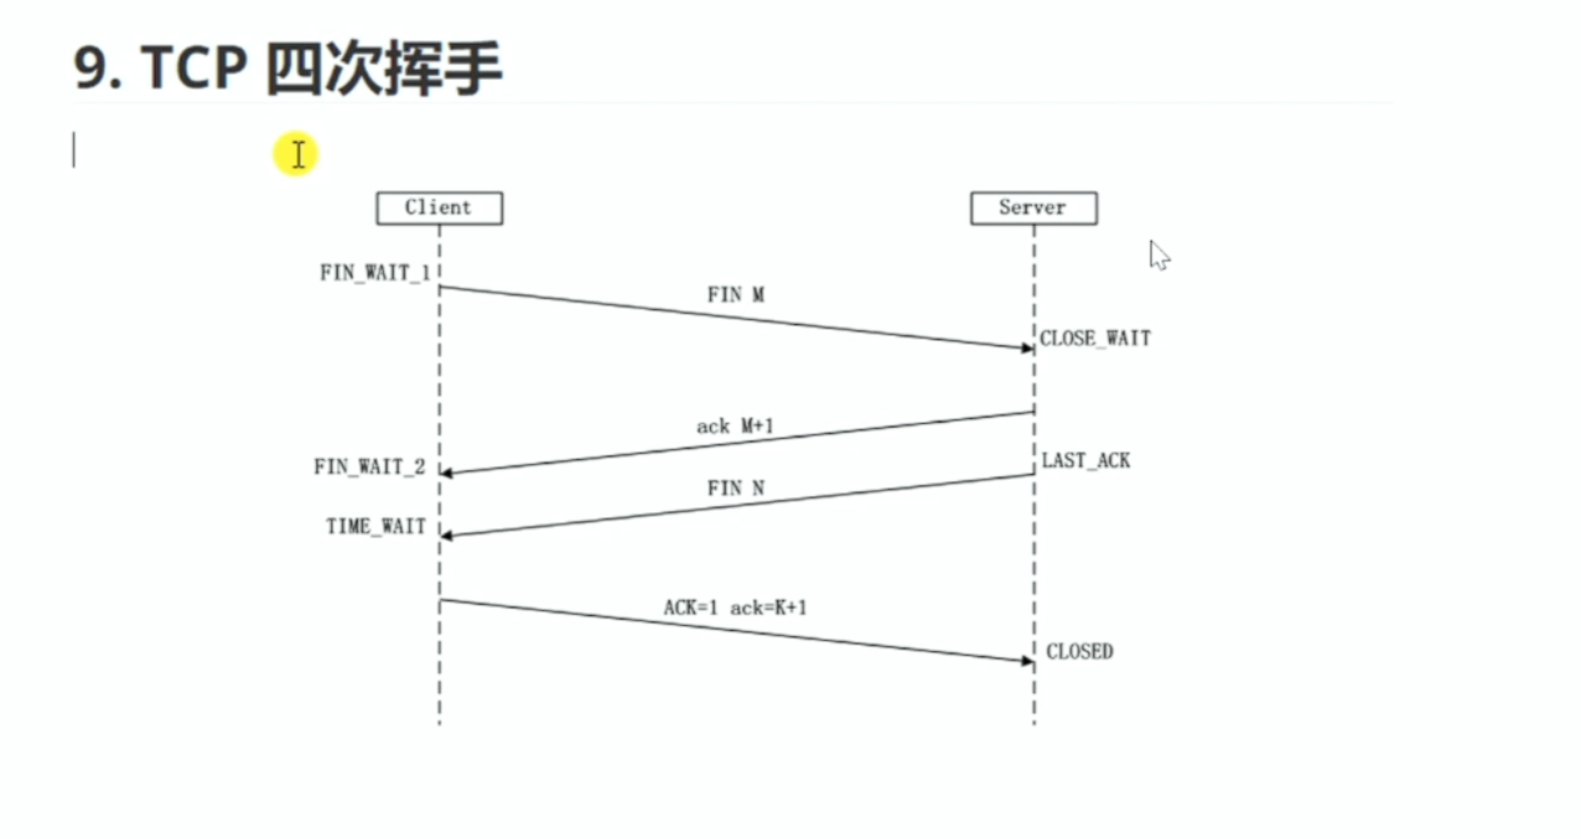 9. TCP 四次挥手
Client
Server
FIN_WAIT_1
FIN M
CLOSE_WAIT
ack M+1
FIN_WAIT_2
LAST_ACK
FIN N
TIME_WAIT
ACK=1 ack=K+1
CLOSED